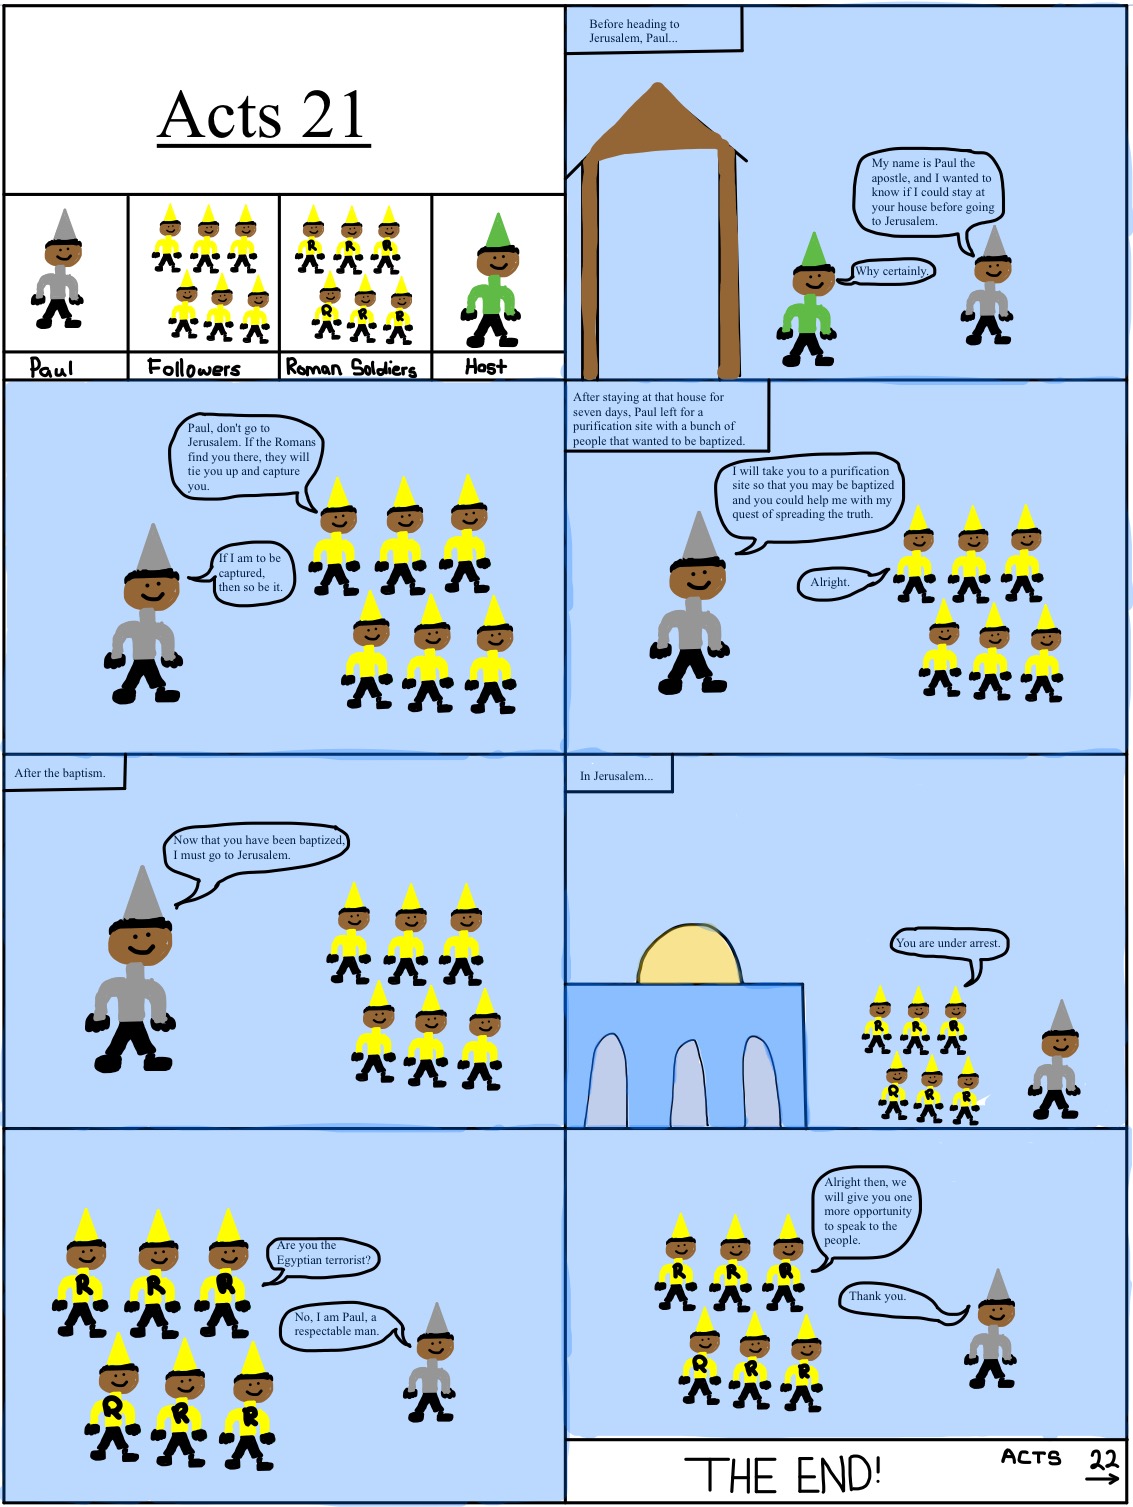 Acts 21
Paul
Followers
Roman Soldiers
Host
R R R
R R R
Before heading to
Jerusalem, Paul...
My name is Paul the
apostle, and I wanted to
know if I could stay at
your house before going
to Jerusalem.
Why certainly.
Paul, don't go to
Jerusalem. If the Romans
find you there, they will
tie you up and capture
you.
If I am to be
captured,
then so be it.
After staying at that house for
seven days, Paul left for a
purification site with a bunch of
people that wanted to be baptized.
I will take you to a purification
site so that you may be baptized
and you could help me with my
quest of spreading the truth.
Alright.
After the baptism.
Now that you have been baptized,
I must go to Jerusalem.
In Jerusalem...
You are under arrest.
R R R
R R R
Are you the
Egyptian terrorist?
No, I am Paul, a
respectable man.
R R R
R R R
Alright then, we
will give you one
more opportunity
to speak to the
people.
Thank you.
R R R
R R R
THE END!
ACTS 22